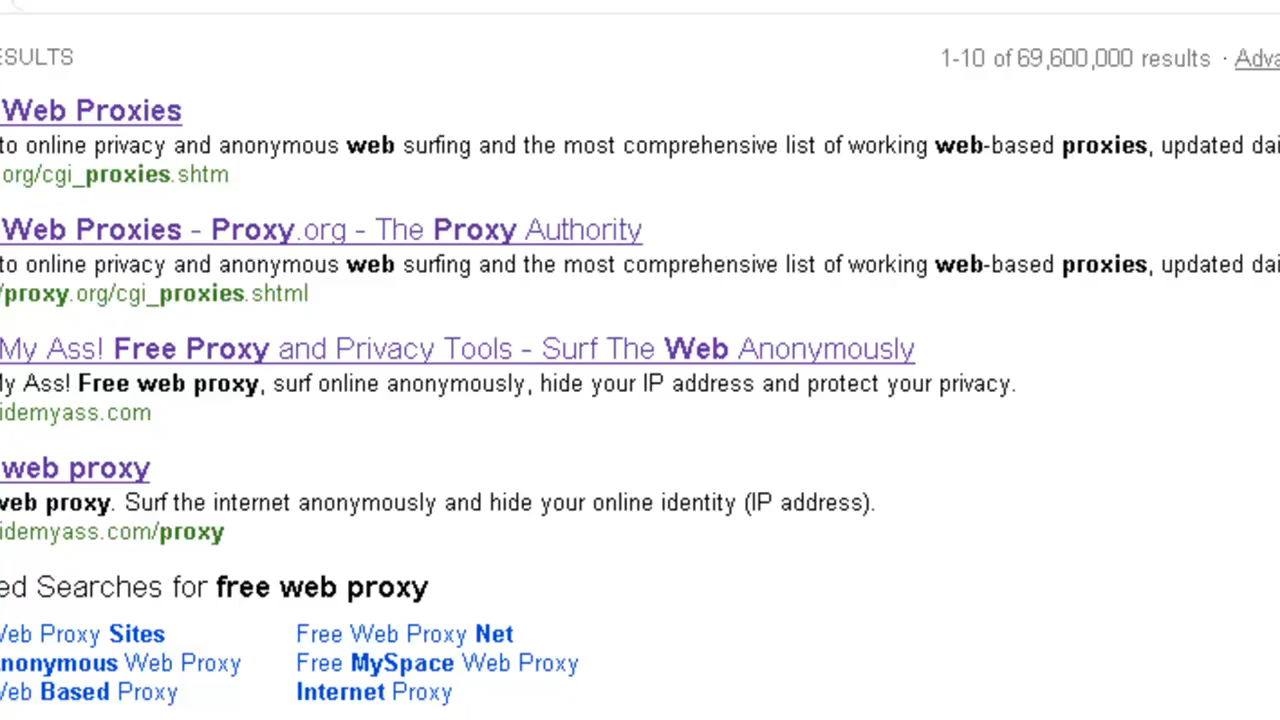 ESULTS
1-10 of 69,600,000 results · Adva
Web Proxies
to online privacy and anonymous web surfing and the most comprehensive list of working web-based proxies, updated dai
org/cgi_proxies.shtm
Web Proxies - Proxy.org - The Proxy Authority
to online privacy and anonymous web surfing and the most comprehensive list of working web-based proxies, updated dai
/proxy.org/cgi_proxies.shtml
My Ass! Free Proxy and Privacy Tools - Surf The Web Anonymously
My Ass! Free web proxy, surf online anonymously, hide your IP address and protect your privacy.
idemyass.com
web proxy
web proxy. Surf the internet anonymously and hide your online identity (IP address).
idemyass.com/proxy
ed Searches for free web proxy
Web Proxy Sites
Free Web Proxy Net
nonymous Web Proxy
Free MySpace Web Proxy
Web Based Proxy
Internet Proxy